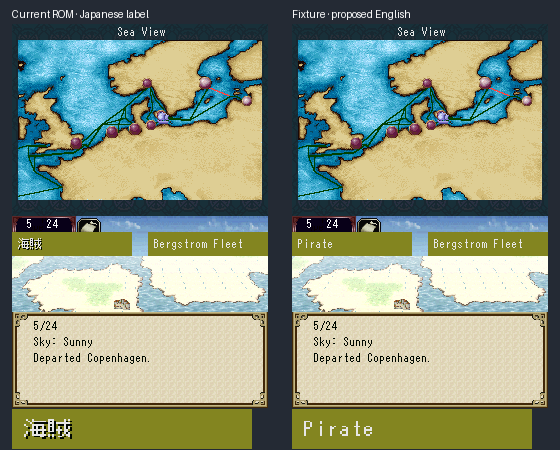 Current ROM · Japanese label
Sea View
5 24
海賊
Bergstrom Fleet
5/24
Sky: Sunny
Departed Copenhagen.
海賊
Fixture · proposed English
Sea View
5 24
Pirate
Bergstrom Fleet
5/24
Sky: Sunny
Departed Copenhagen.
Pirate